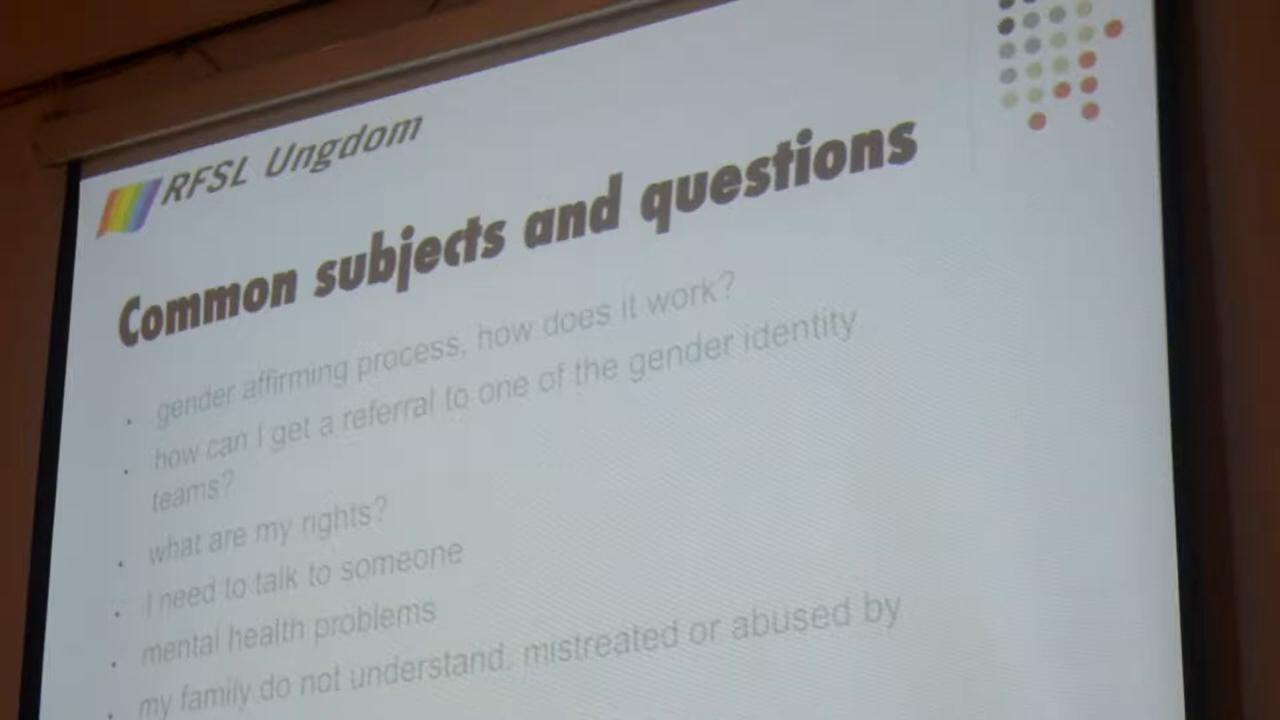 RFSL Ungdom
Common subjects and questions
gender affirming process, how does it work?
how can I get a referral to one of the gender identity
teams?
what are my rights?
I need to talk to someone
mental health problems
my family do not understand, mistreated or abused by